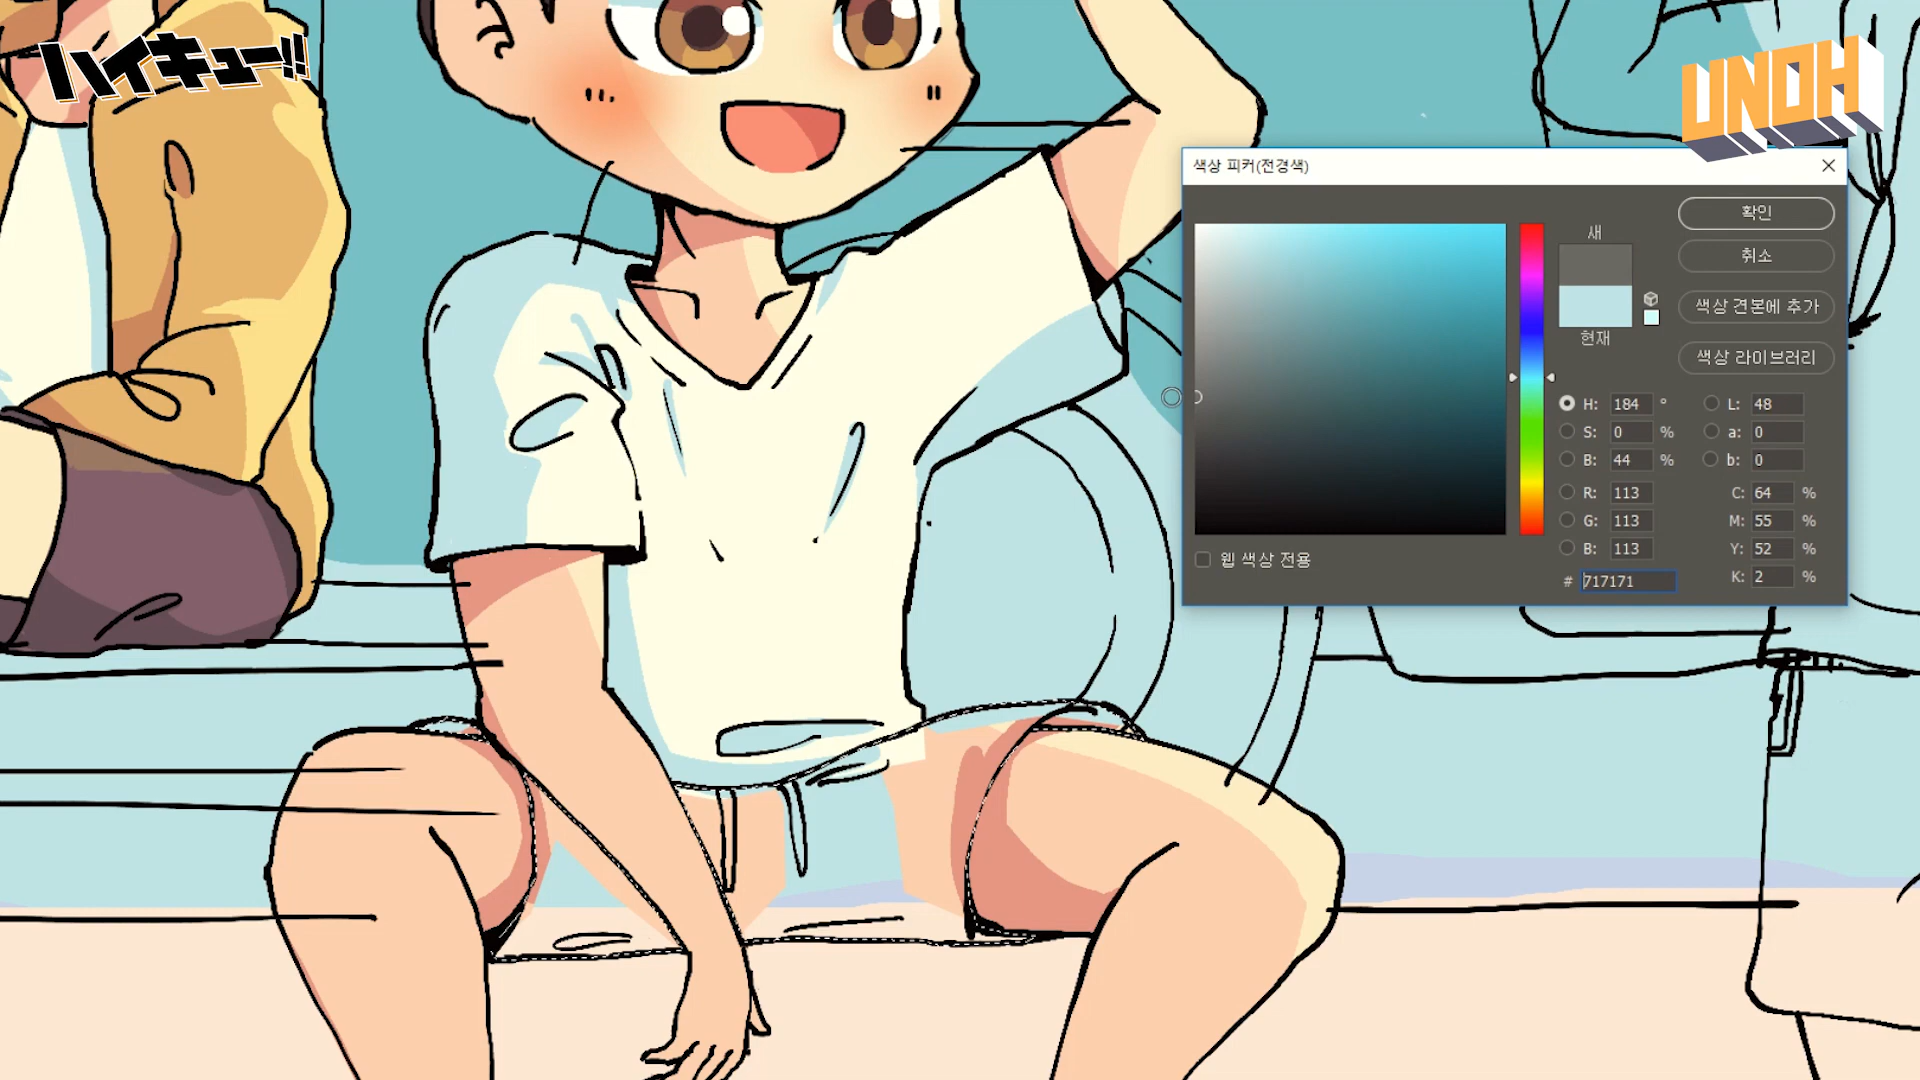 ハイキュー!!
UNOH
색상 피커(전경색)
새
현재
확인
취소
색상 견본에 추가
색상 라이브러리
H: 184 °
S: 0 %
B: 44 %
R: 113
G: 113
B: 113
# 717171
L: 48
a: 0
b: 0
C: 64 %
M: 55 %
Y: 52 %
K: 2 %
웹 색상 전용